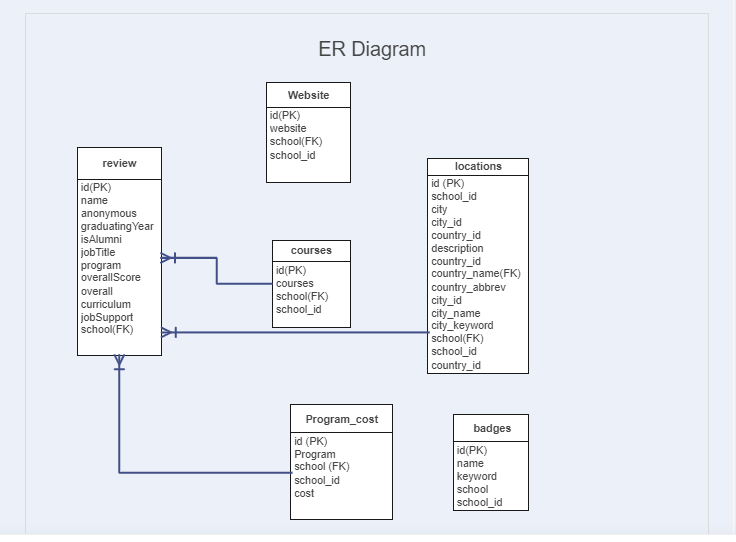 ER Diagram
Website
id(PK)
website
school(FK)
school_id
review
id(PK)
name
anonymous
graduatingYear
isAlumni
jobTitle
program
overallScore
overall
curriculum
jobSupport
school(FK)
locations
id (PK)
school_id
city
city_id
country_id
description
country_id
country_name(FK)
country_abbrev
city_id
city_name
city_keyword
school(FK)
school_id
country_id
courses
id(PK)
courses
school(FK)
school_id
Program_cost
id (PK)
Program
school (FK)
school_id
cost
badges
id(PK)
name
keyword
school
school_id